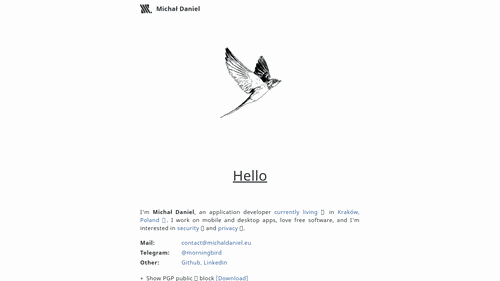 Michał Daniel
Hello
I'm Michał Daniel, an application developer currently living in Kraków,
Poland . I work on mobile and desktop apps, love free software, and I'm
interested in security and privacy .
Mail: contact@michaldaniel.eu
Telegram: @morningbird
Other: Github, Linkedin
Show PGP public block [Download]